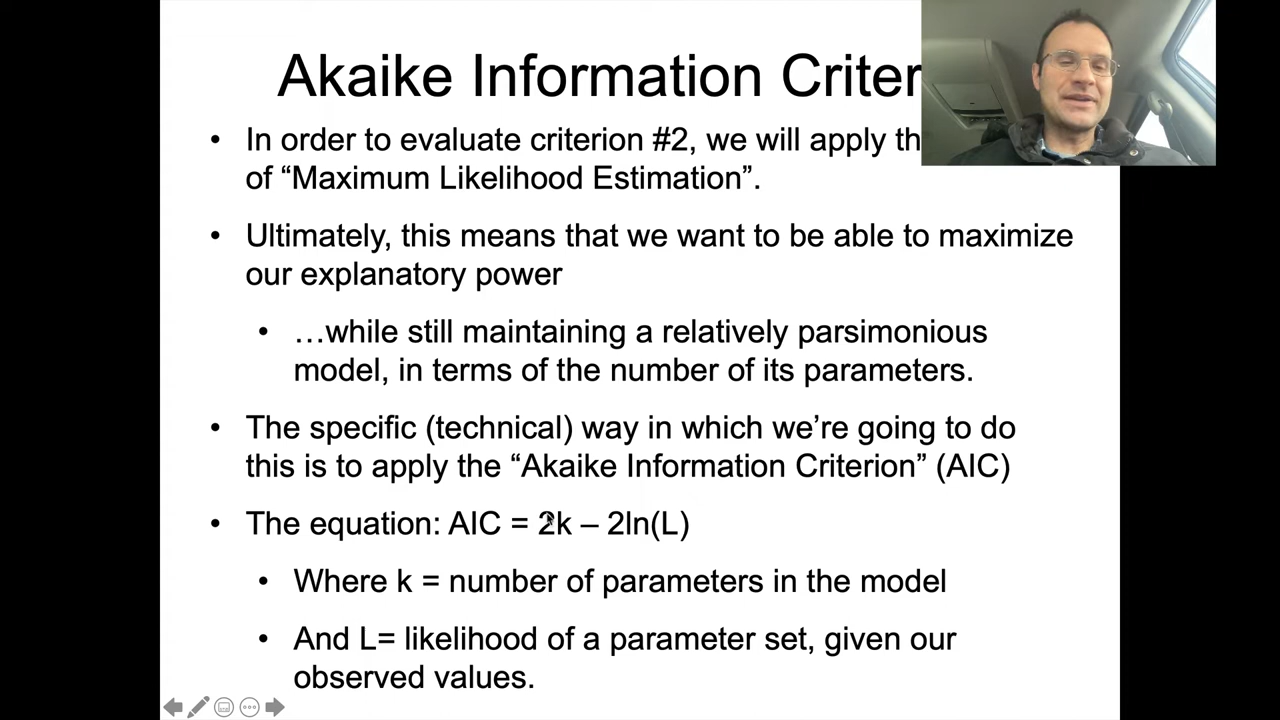 Akaike Information Criter
• In order to evaluate criterion #2, we will apply th
of “Maximum Likelihood Estimation”.
• Ultimately, this means that we want to be able to maximize
our explanatory power
• …while still maintaining a relatively parsimonious
model, in terms of the number of its parameters.
• The specific (technical) way in which we’re going to do
this is to apply the “Akaike Information Criterion” (AIC)
• The equation: AIC = 2k – 2ln(L)
• Where k = number of parameters in the model
• And L= likelihood of a parameter set, given our
observed values.